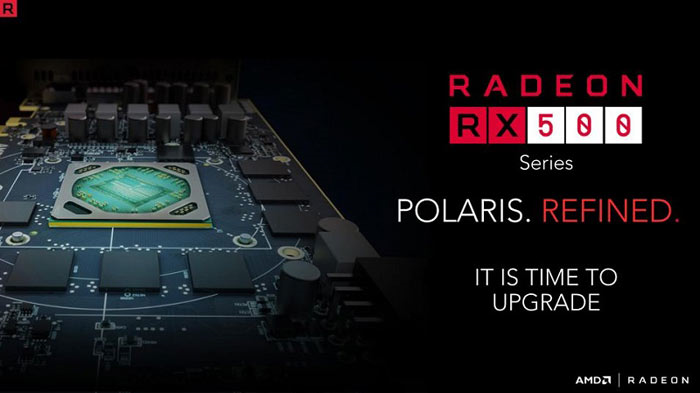 R
RADEON
RX 500
Series
POLARIS. REFINED.
IT IS TIME TO
UPGRADE
AMD | RADEON